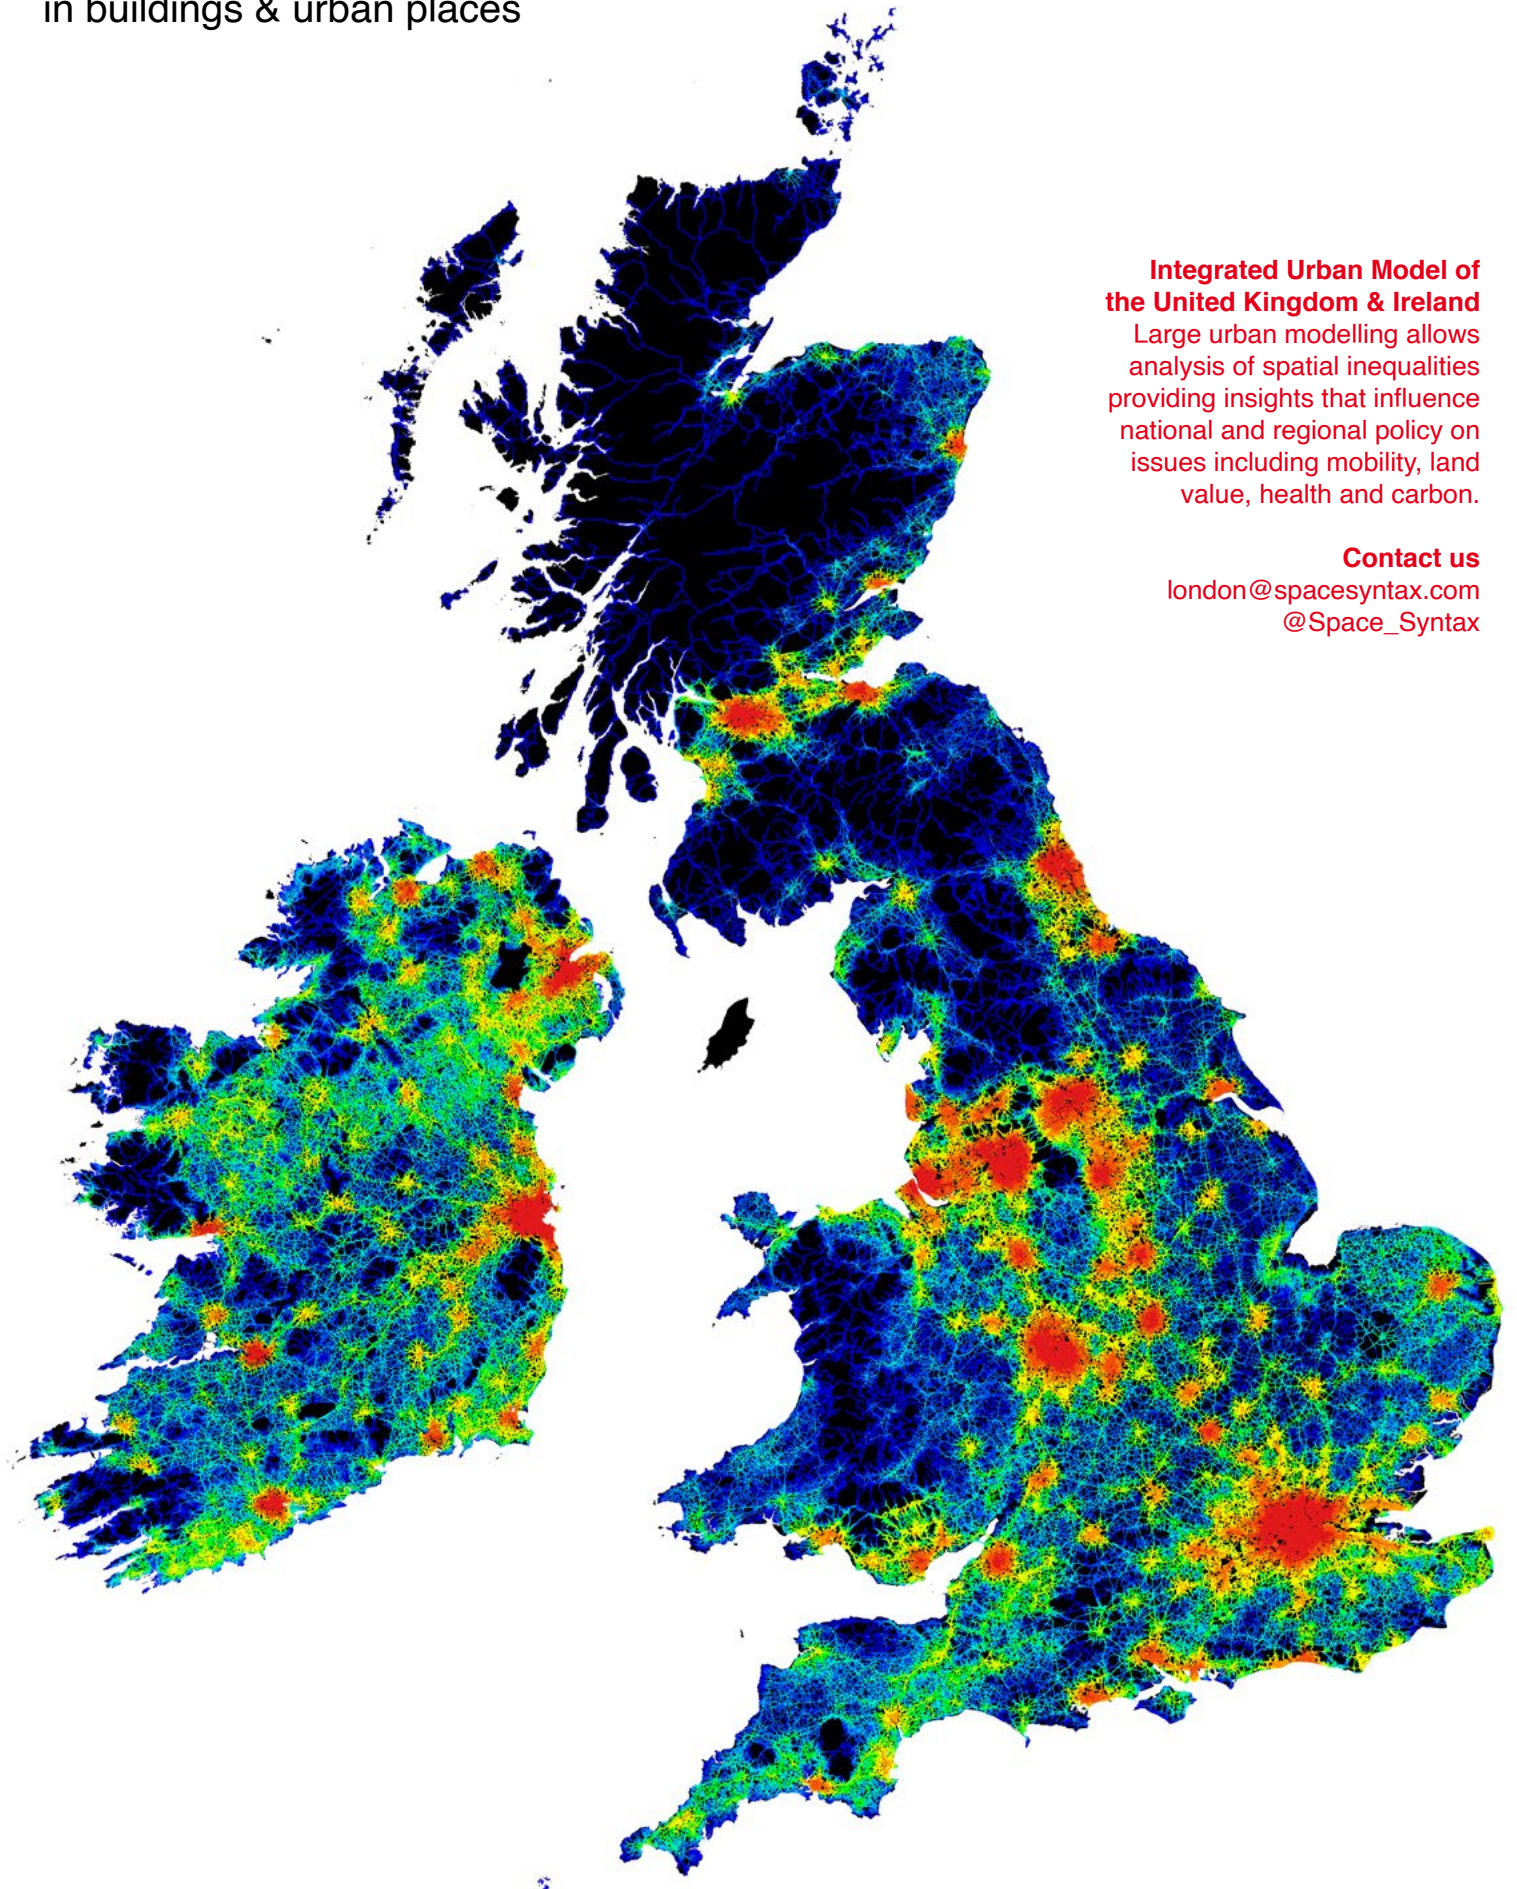 in buildings & urban places
Integrated Urban Model of
the United Kingdom & Ireland
Large urban modelling allows
analysis of spatial inequalities
providing insights that influence
national and regional policy on
issues including mobility, land
value, health and carbon.
Contact us
london@spacesyntax.com
@Space_Syntax